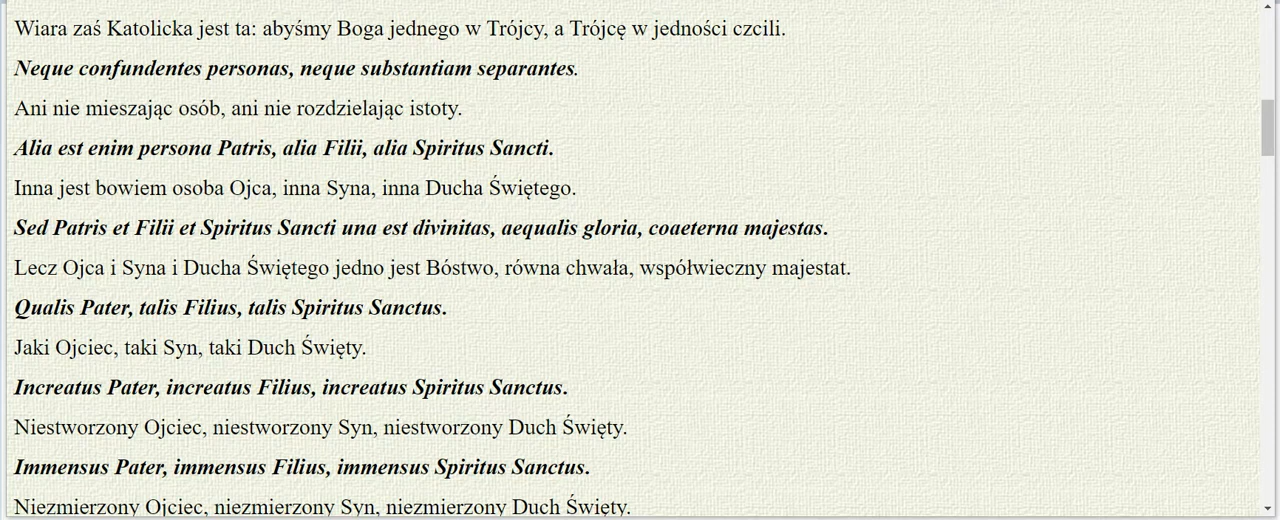 Wiara zaś Katolicka jest ta: abyśmy Boga jednego w Trójcy, a Trójcę w jedności czcili.
Neque confundentes personas, neque substantiam separantes.
Ani nie mieszając osób, ani nie rozdzielając istoty.
Alia est enim persona Patris, alia Filii, alia Spiritus Sancti.
Inna jest bowiem osoba Ojca, inna Syna, inna Ducha Świętego.
Sed Patris et Filii et Spiritus Sancti una est divinitas, aequalis gloria, coaeterna majestas.
Lecz Ojca i Syna i Ducha Świętego jedno jest Bóstwo, równa chwała, współwieczny majestat.
Qualis Pater, talis Filius, talis Spiritus Sanctus.
Jaki Ojciec, taki Syn, taki Duch Święty.
Increatus Pater, increatus Filius, increatus Spiritus Sanctus.
Niestworzony Ojciec, niestworzony Syn, niestworzony Duch Święty.
Immensus Pater, immensus Filius, immensus Spiritus Sanctus.
Niezmierzony Ojciec, niezmierzony Syn, niezmierzony Duch Święty.